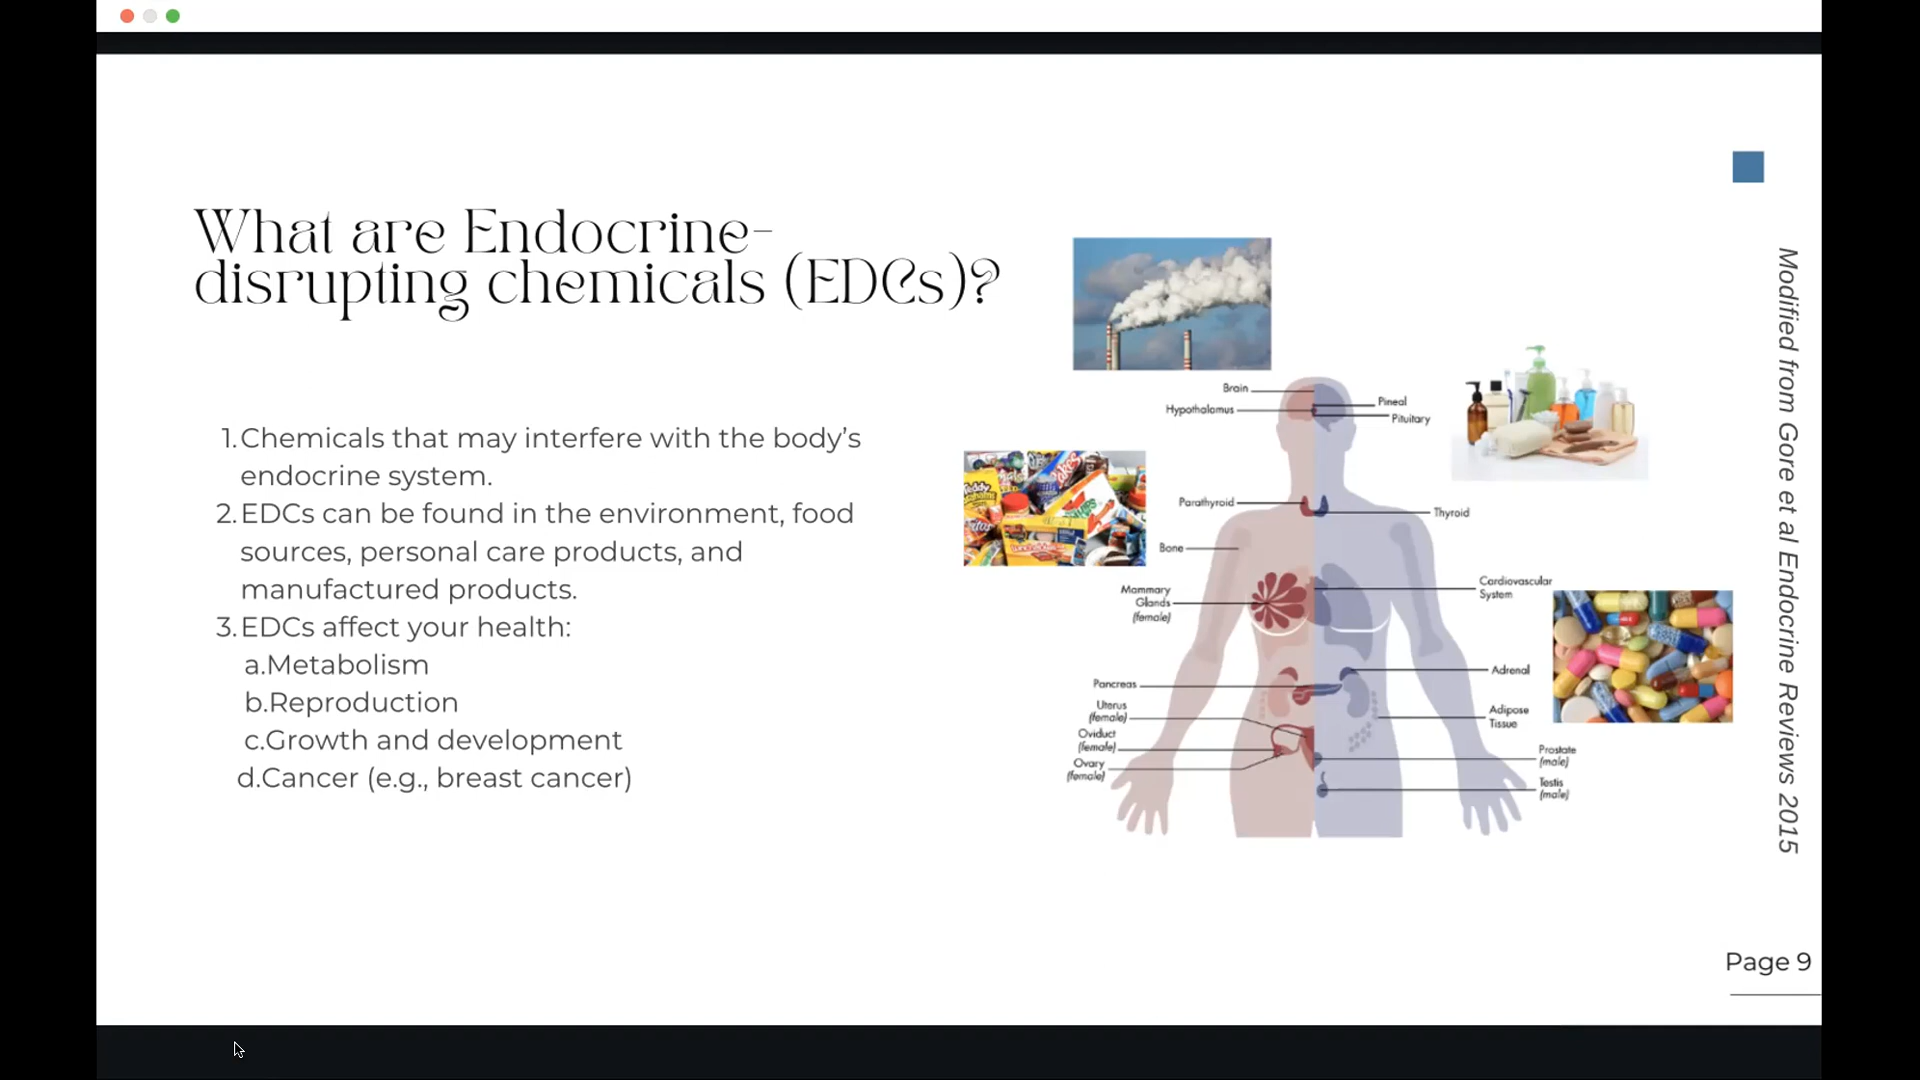 What are Endocrine-
disrupting chemicals (EDCs)?
1.Chemicals that may interfere with the body’s
endocrine system.
2.EDCs can be found in the environment, food
sources, personal care products, and
manufactured products.
3.EDCs affect your health:
a.Metabolism
b.Reproduction
c.Growth and development
d.Cancer (e.g., breast cancer)
Brain
Hypothalamus
Pineal
Pituitary
Parathyroid
Thyroid
Bone
Mammary
Glands
(female)
Cardiovascular
System
Pancreas
Adrenal
Uterus
(female)
Adipose
Tissue
Oviduct
(female)
Ovary
(female)
Prostate
(male)
Testis
(male)
Modified from Gore et al Endocrine Reviews 2015
Page 9